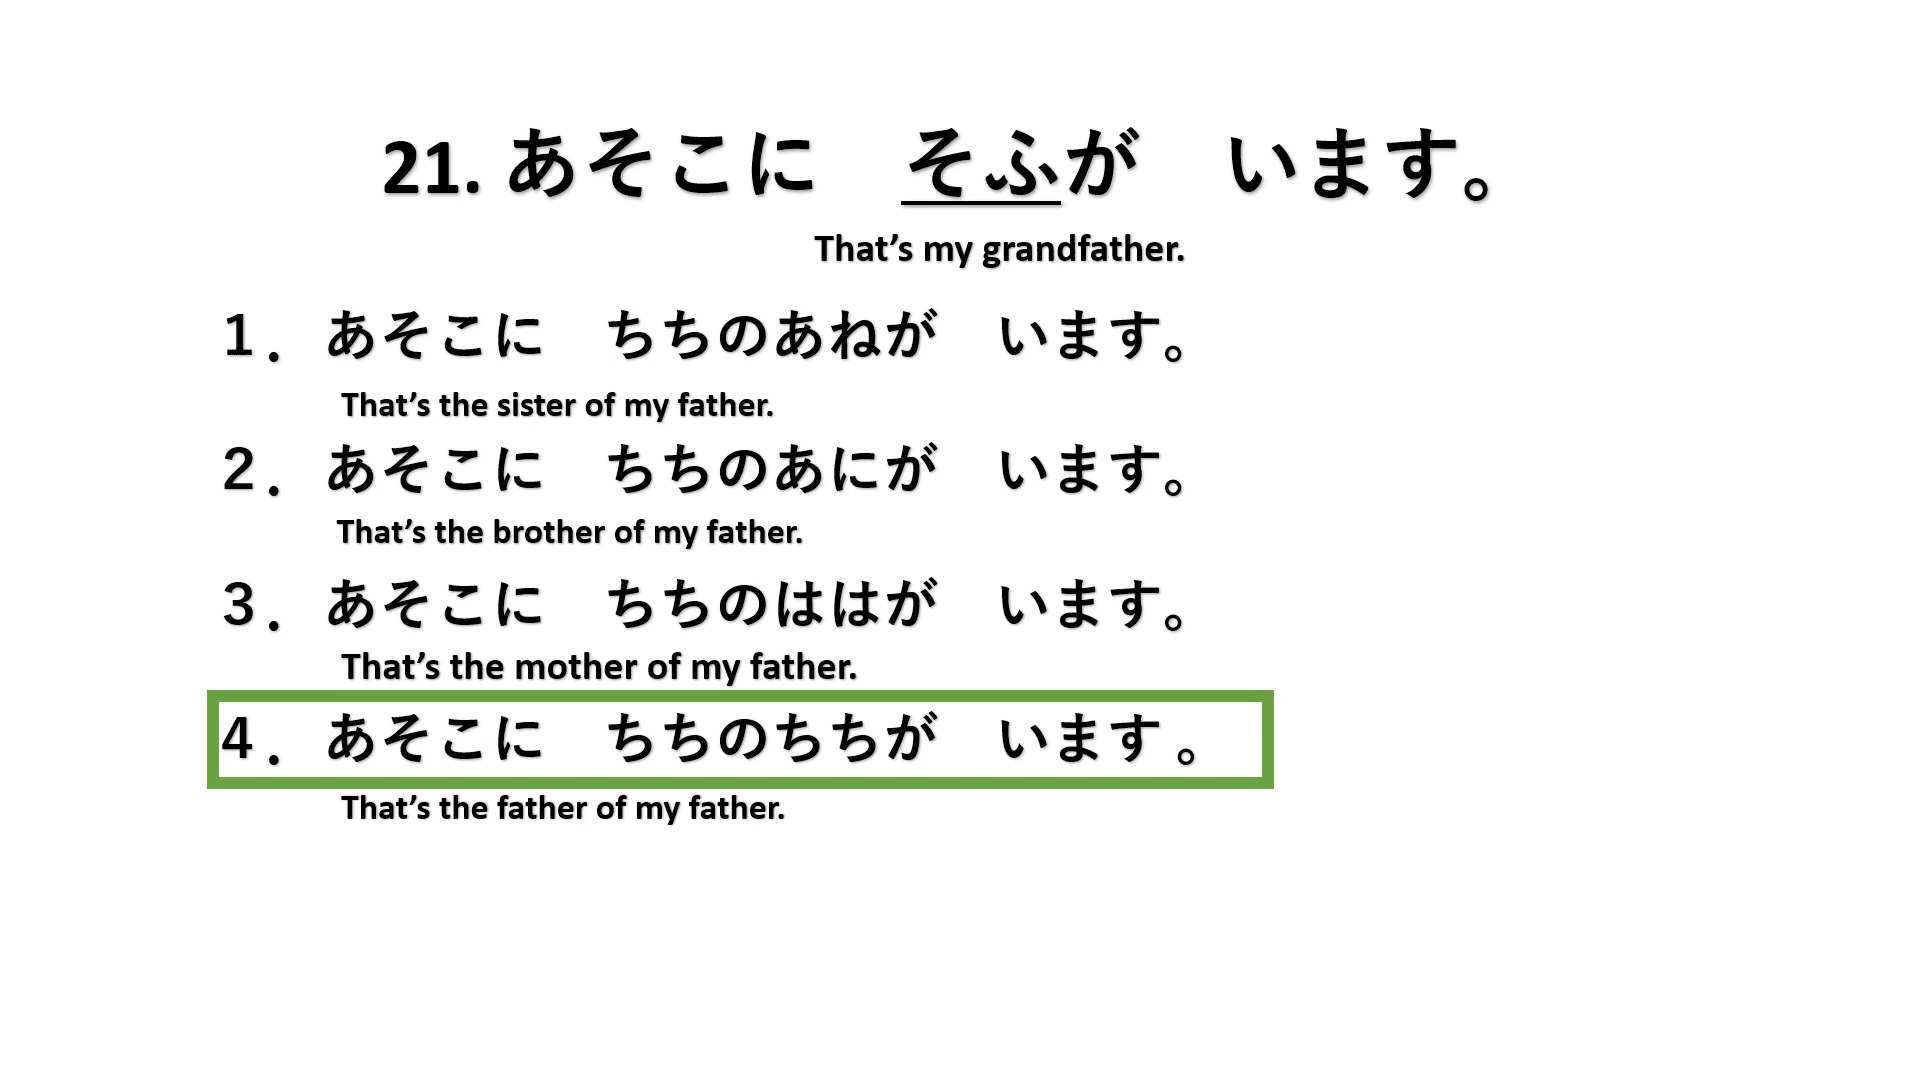 21. あそこに　そふが　います。
That’s my grandfather.
１．あそこに　ちちのあねが　います。
That’s the sister of my father.
２．あそこに　ちちのあにが　います。
That’s the brother of my father.
３．あそこに　ちちのははが　います。
That’s the mother of my father.
４．あそこに　ちちのちちが　います 。
That’s the father of my father.